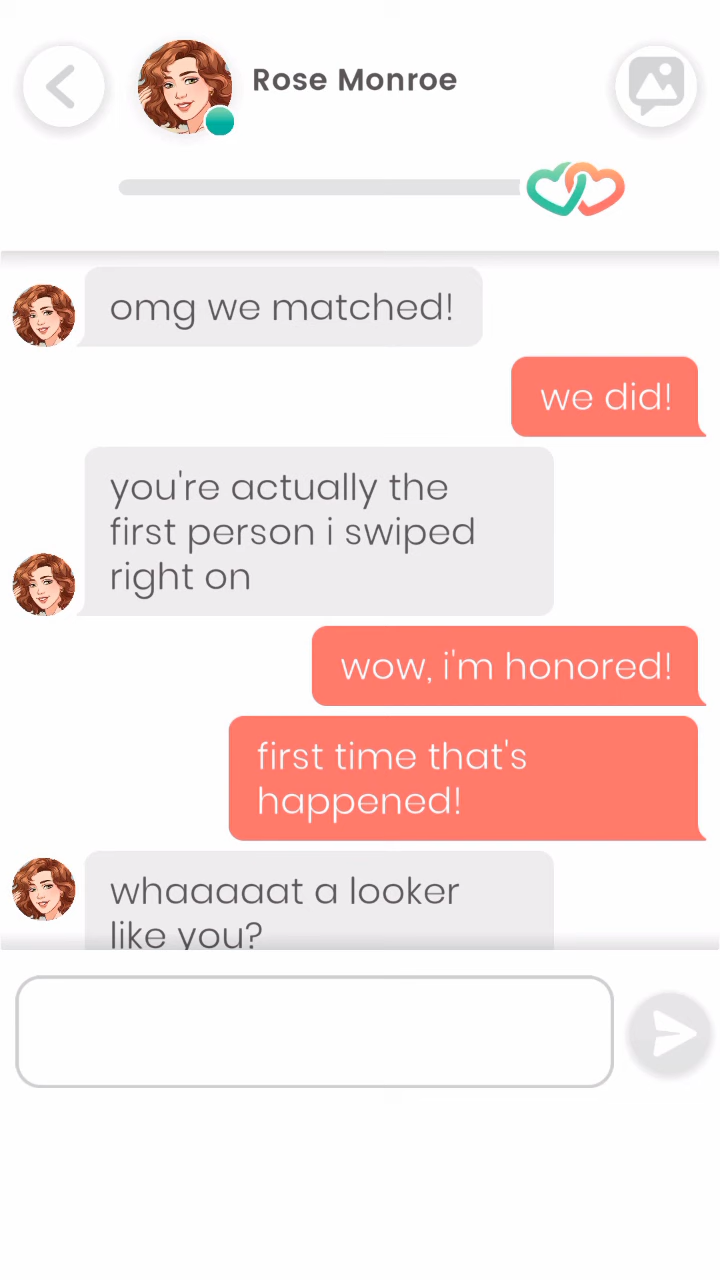 Rose Monroe
omg we matched!
we did!
you're actually the
first person i swiped
right on
wow, i'm honored!
first time that's
happened!
whaaaaat a looker
like you?